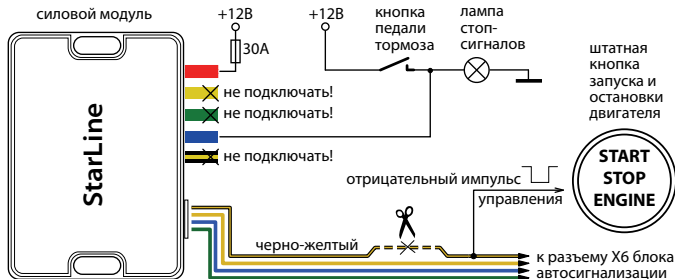 силовой модуль
+12В
+12В
кнопка
педали
тормоза
лампа
стоп-
сигналов
30А
штатная
кнопка
запуска и
остановки
двигателя
не подключать!
не подключать!
не подключать!
StarLine
START
STOP
ENGINE
отрицательный импульс
управления
черно-желтый
к разъему Х6 блока
автосигнализации